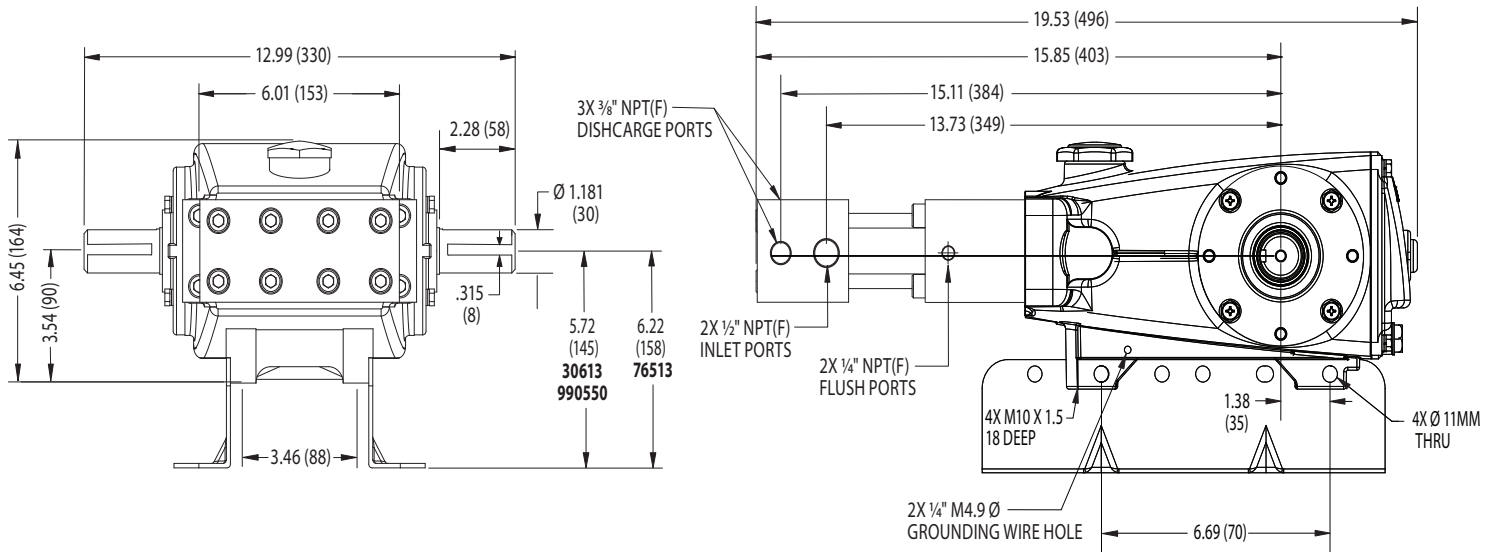 12.99 (330)
6.01 (153)
2.28 (58)
Ø 1.181
(30)
6.45 (164)
3.54 (90)
.315
(8)
5.72
(145)
30613
990550
6.22
(158)
76513
3.46 (88)
19.53 (496)
15.85 (403)
15.11 (384)
13.73 (349)
3X ⅜" NPT(F)
DISHCARGE PORTS
2X ½" NPT(F)
INLET PORTS
2X ¼" NPT(F)
FLUSH PORTS
4X M10 X 1.5
18 DEEP
1.38
(35)
4X Ø 11MM
THRU
2X ¼" M4.9 Ø
GROUNDING WIRE HOLE
6.69 (70)